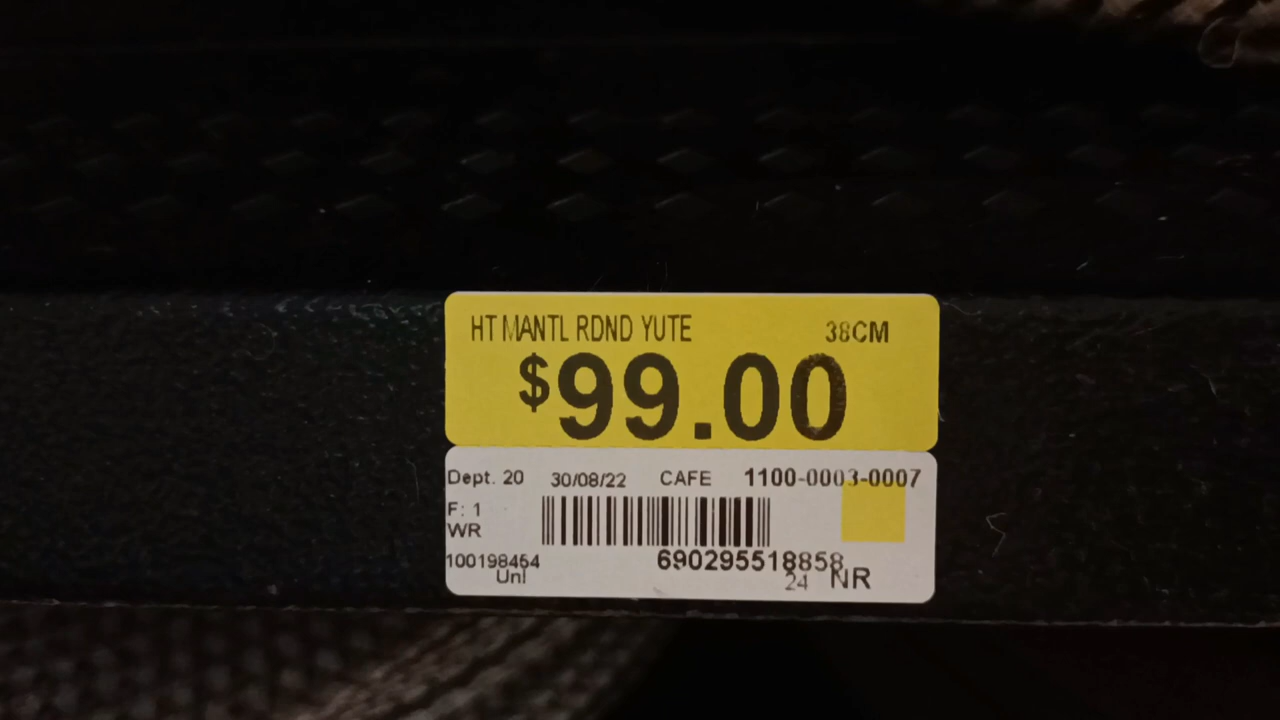 HT MANTL RDND YUTE 38CM
$99.00
Dept. 20 30/08/22 CAFE 1100-0003-0007
F: 1
WR
100198454 690295518858
UnI 24 NR